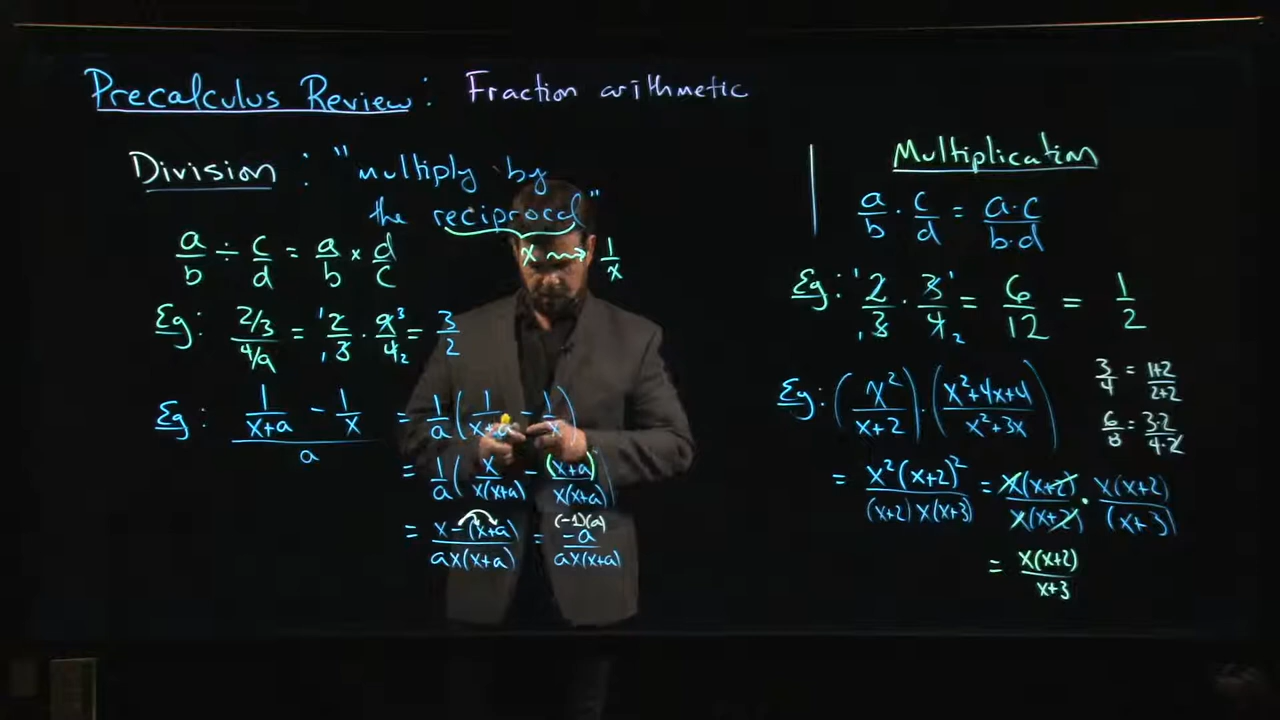 Precalculus Review: Fraction arithmetic
Division: "multiply by
the reciprocal"
x ⇝ 1/x
a/b ÷ c/d = a/b × d/c
Eg: (2/3)/(4/9) = 2/3 · 9/4 = 3/2
Eg: (1/(x+a) - 1/x)/a = 1/a (1/(x+a) - 1/x)
= 1/a (x/(x(x+a)) - (x+a)/(x(x+a)))
= (x-(x+a))/(ax(x+a)) = -a/(ax(x+a))
(-1)(a)
Multiplication
a/b · c/d = a·c/b·d
Eg: 2/3 · 3/4 = 6/12 = 1/2
Eg: (x²/(x+2)) · ((x²+4x+4)/(x²+3x))
3/4 = (1+2)/(2+2)
6/8 = 3·2/4·2
= x²(x+2)²/((x+2)x(x+3)) = x(x+2)/x(x+2) · x(x+2)/(x+3)
= x(x+2)/(x+3)